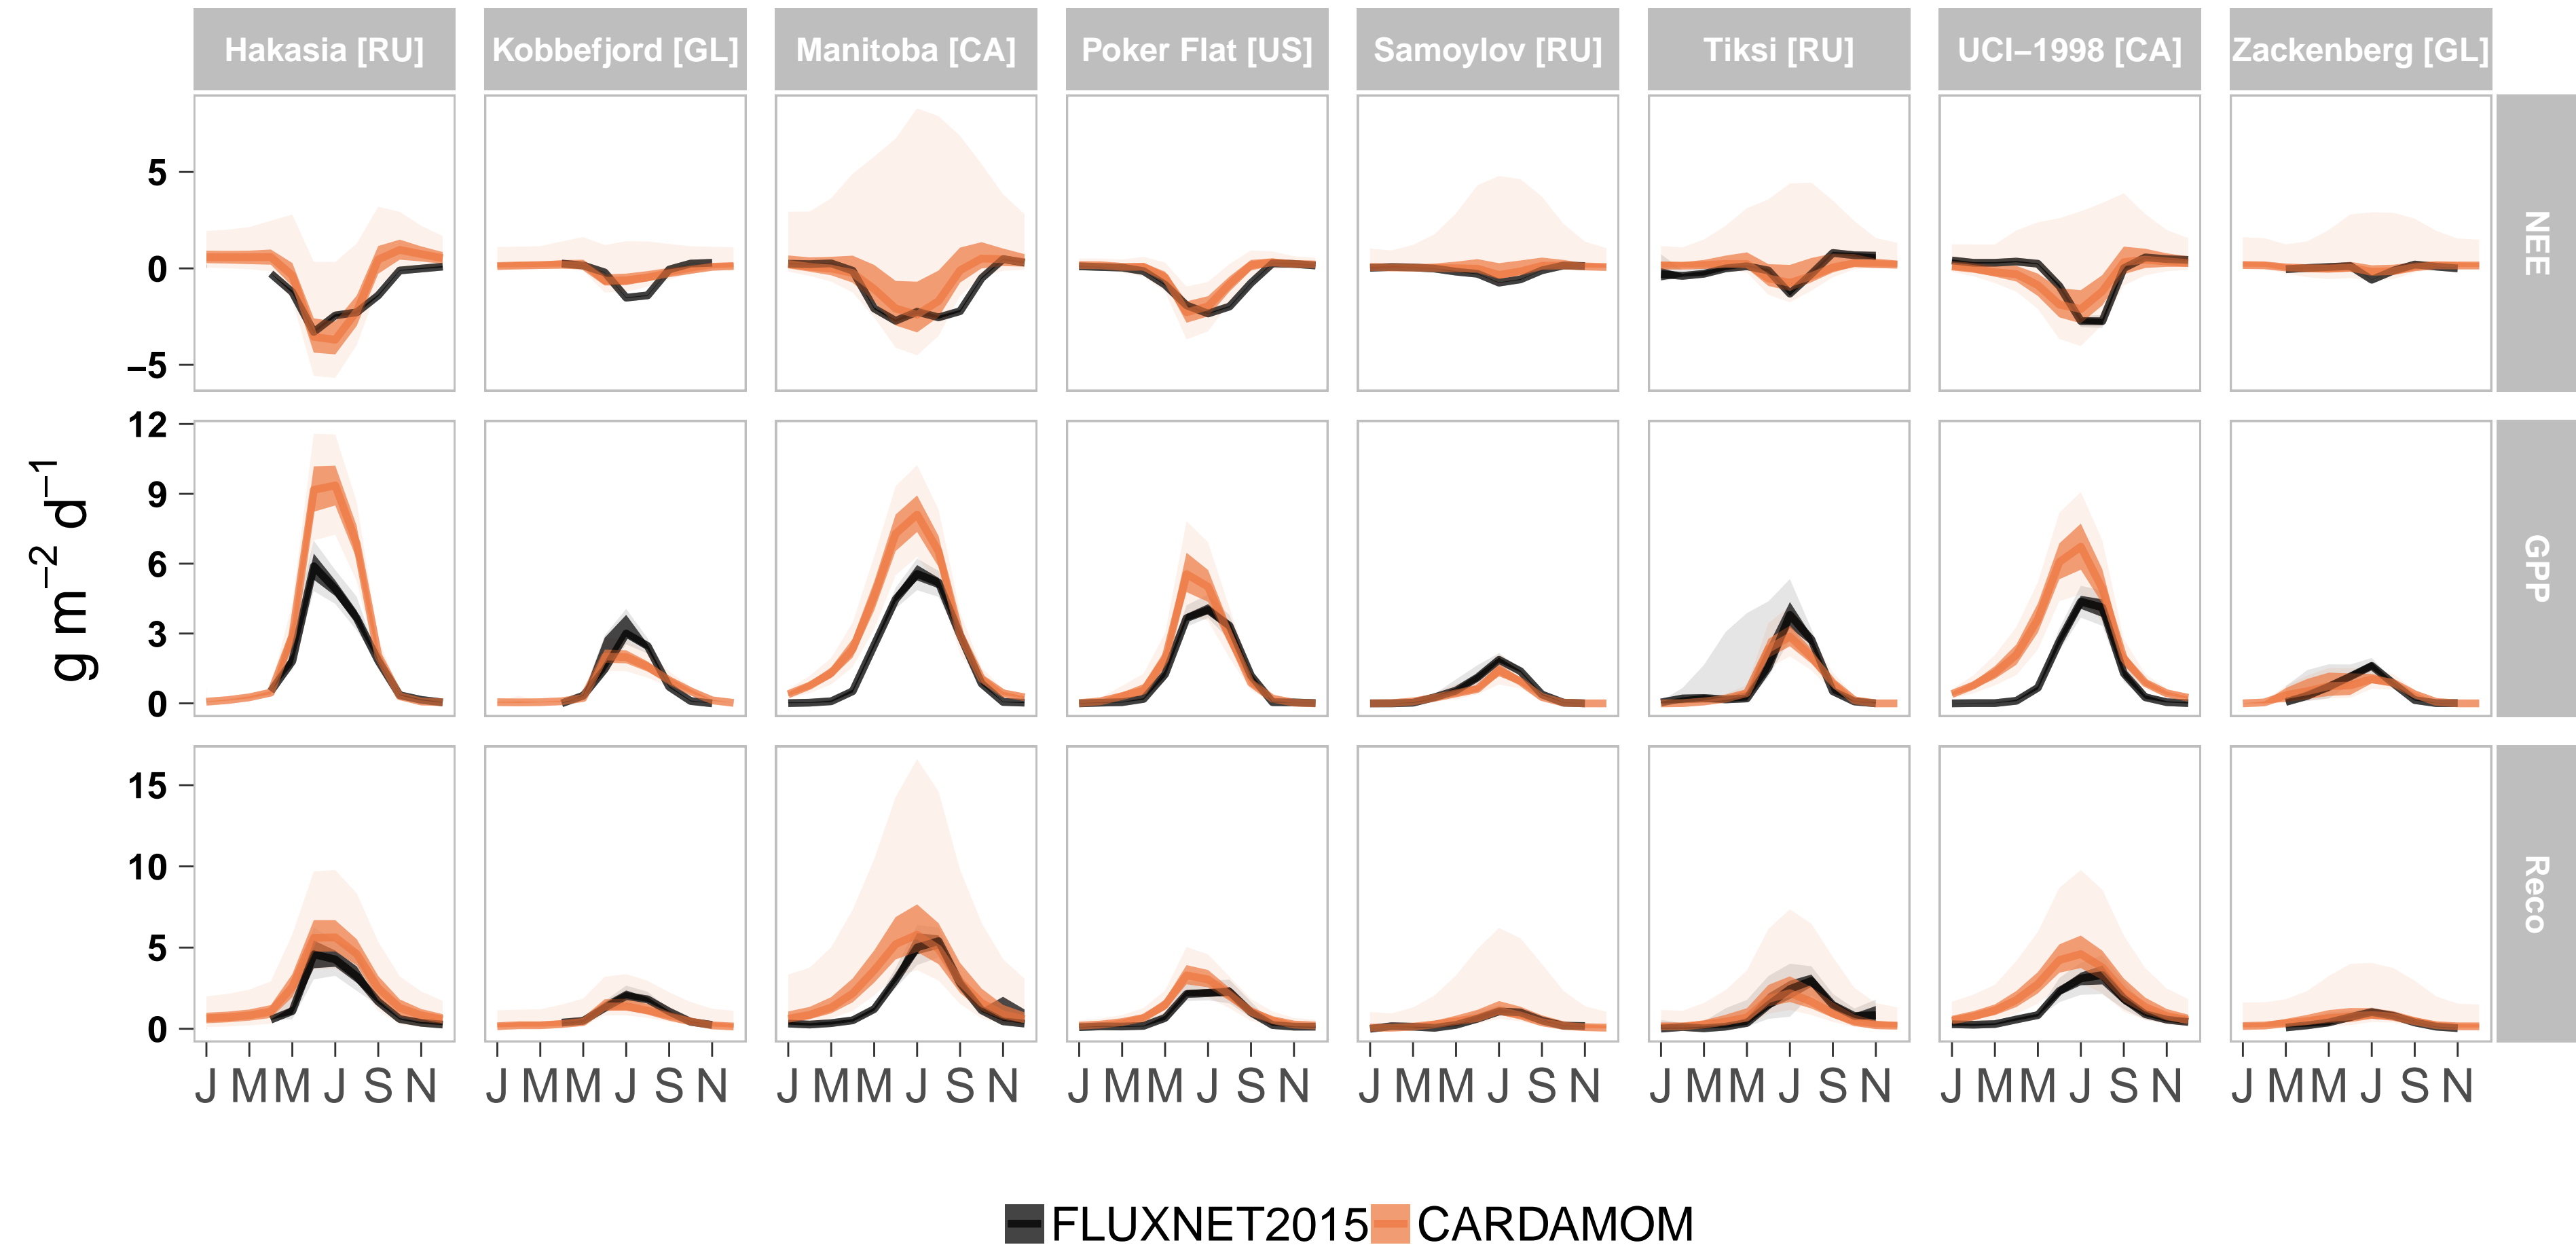 Hakasia [RU] Kobbefjord [GL] Manitoba [CA] Poker Flat [US] Samoylov [RU] Tiksi [RU] UCI−1998 [CA] Zackenberg [GL]
5
0
−5
NEE
12
9
6
3
0
GPP
g m−2 d−1
15
10
5
0
Reco
J M M J S N J M M J S N J M M J S N J M M J S N J M M J S N J M M J S N J M M J S N J M M J S N
FLUXNET2015 CARDAMOM